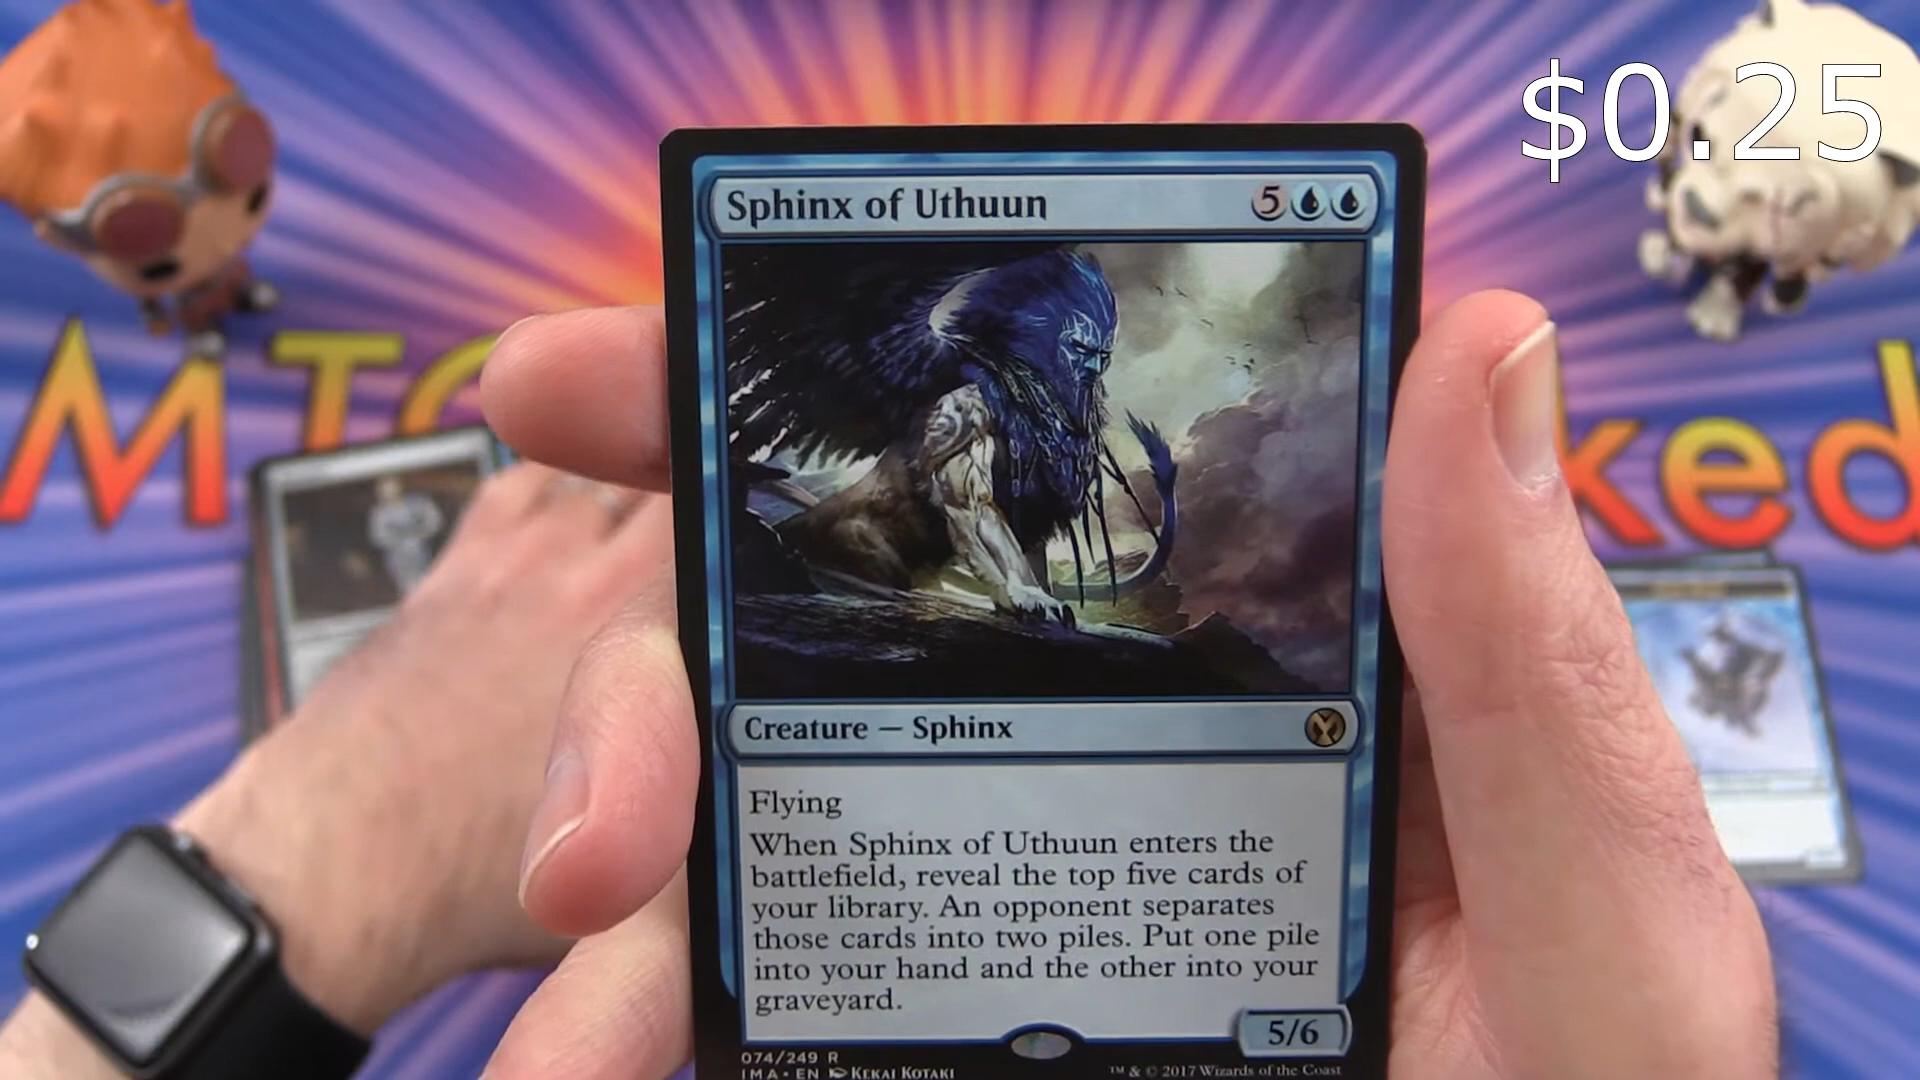 $0.25
Sphinx of Uthuun 5
MTG
ked
Creature — Sphinx
Flying
When Sphinx of Uthuun enters the
battlefield, reveal the top five cards of
your library. An opponent separates
those cards into two piles. Put one pile
into your hand and the other into your
graveyard.
5/6
074/249 R
IMA • EN KEKAI KOTAKI
™ & © 2017 Wizards of the Coast